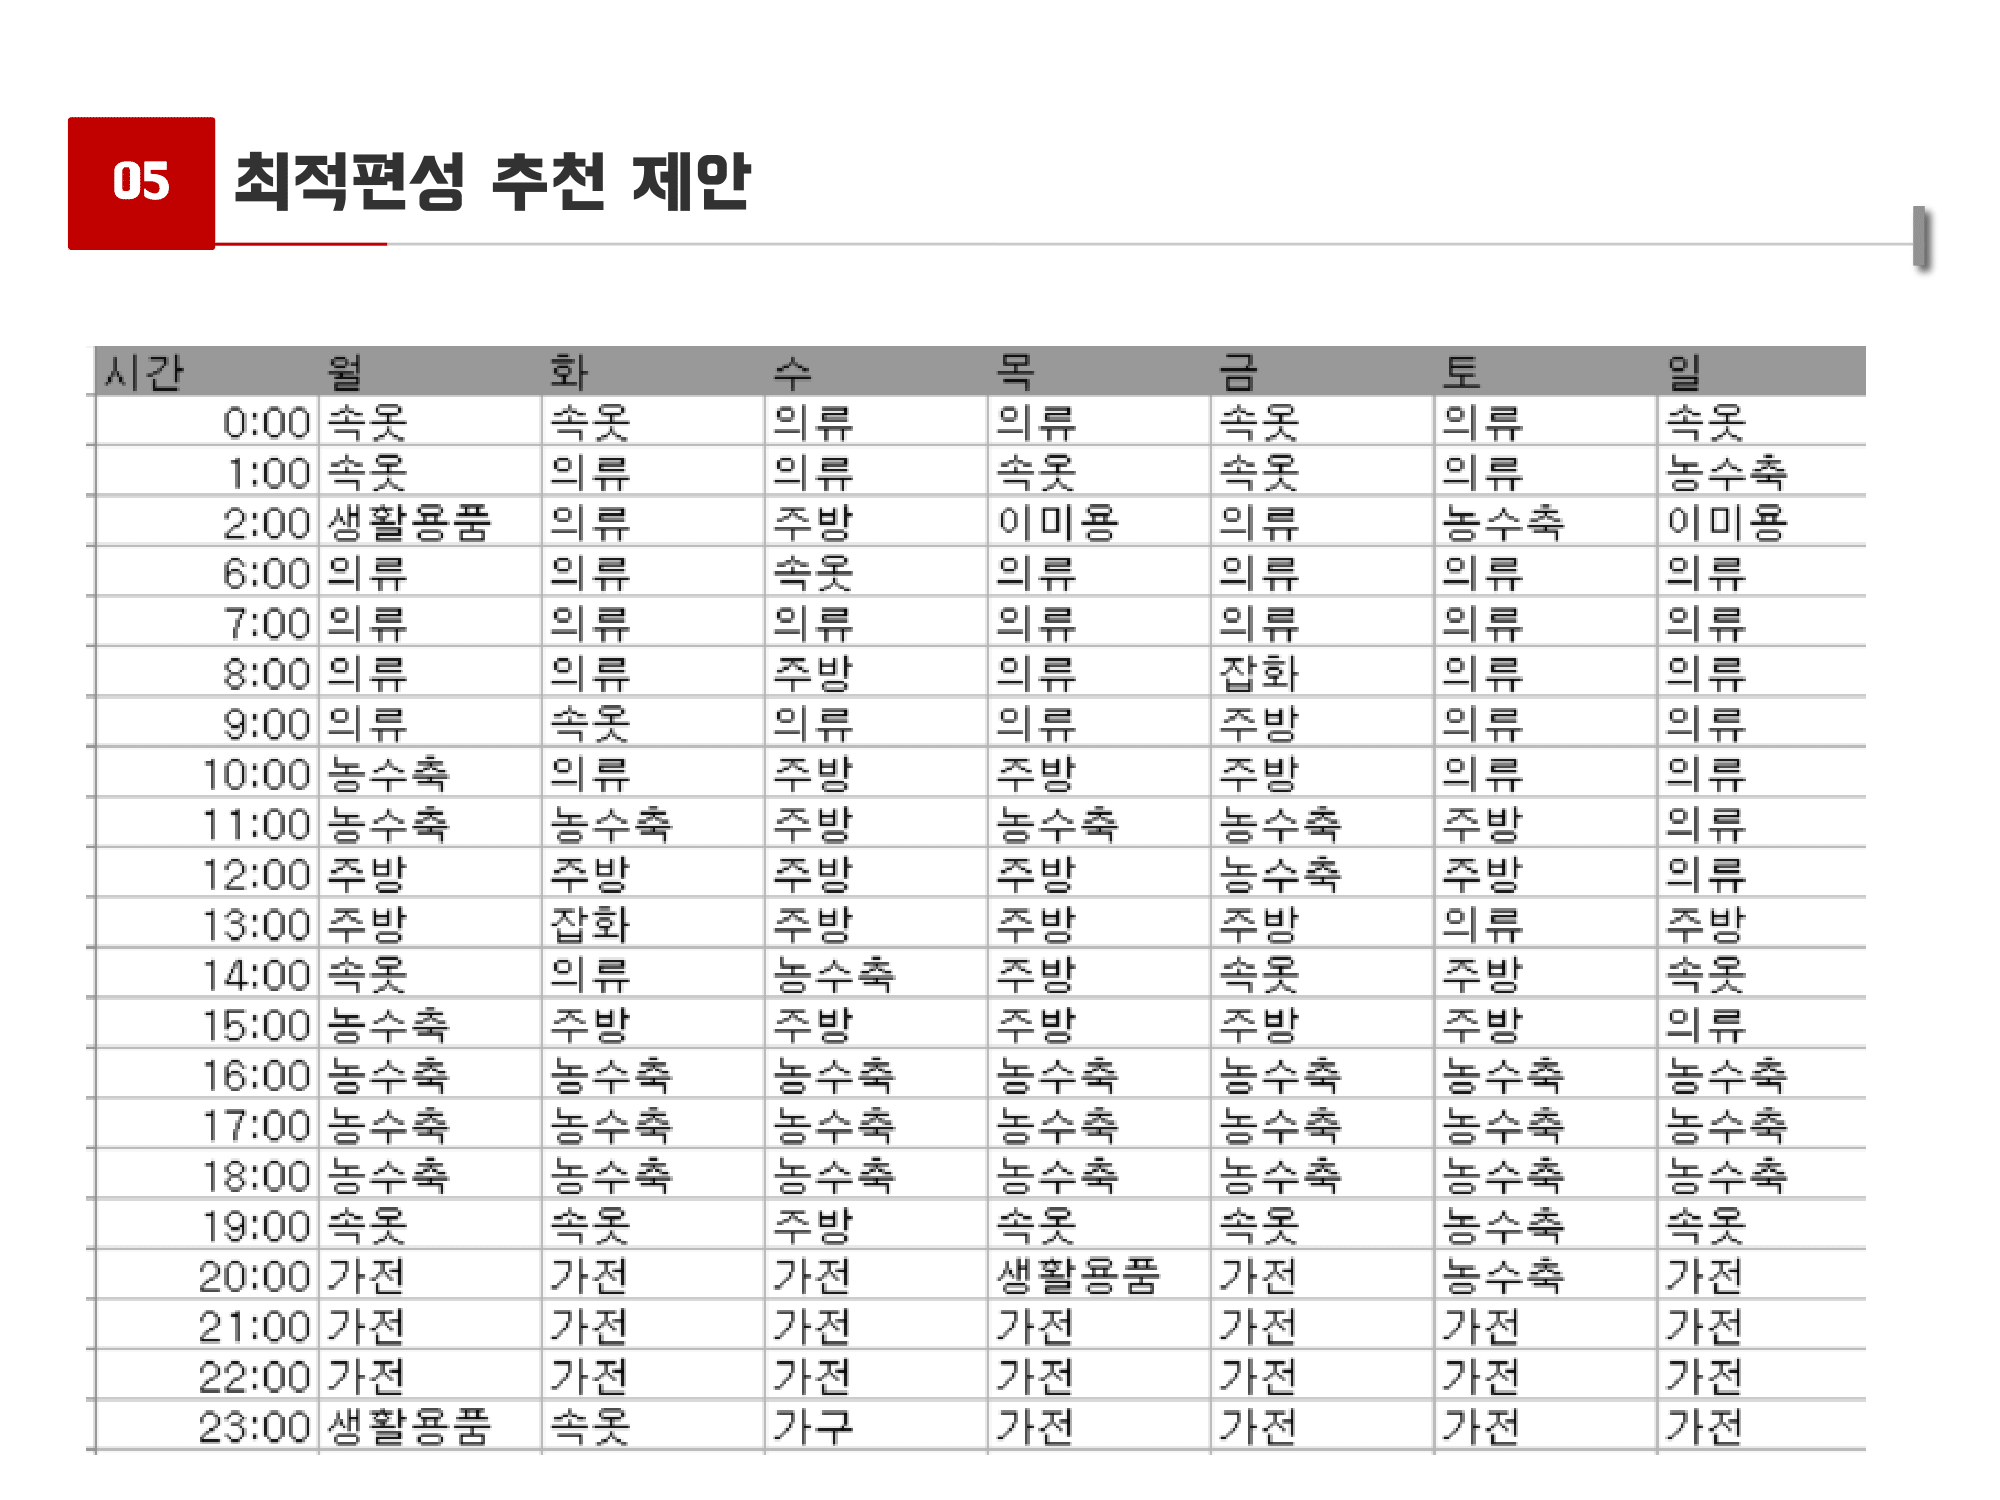 05 최적편성 추천 제안
시간 월 화 수 목 금 토 일
0:00 속옷 속옷 의류 의류 속옷 의류 속옷
1:00 속옷 의류 의류 속옷 속옷 의류 농수축
2:00 생활용품 의류 주방 이미용 의류 농수축 이미용
6:00 의류 의류 속옷 의류 의류 의류 의류
7:00 의류 의류 의류 의류 의류 의류 의류
8:00 의류 의류 주방 의류 잡화 의류 의류
9:00 의류 속옷 의류 의류 주방 의류 의류
10:00 농수축 의류 주방 주방 주방 의류 의류
11:00 농수축 농수축 주방 농수축 농수축 주방 의류
12:00 주방 주방 주방 주방 농수축 주방 의류
13:00 주방 잡화 주방 주방 주방 의류 주방
14:00 속옷 의류 농수축 주방 속옷 주방 속옷
15:00 농수축 주방 주방 주방 주방 주방 의류
16:00 농수축 농수축 농수축 농수축 농수축 농수축 농수축
17:00 농수축 농수축 농수축 농수축 농수축 농수축 농수축
18:00 농수축 농수축 농수축 농수축 농수축 농수축 농수축
19:00 속옷 속옷 주방 속옷 속옷 농수축 속옷
20:00 가전 가전 가전 생활용품 가전 농수축 가전
21:00 가전 가전 가전 가전 가전 가전 가전
22:00 가전 가전 가전 가전 가전 가전 가전
23:00 생활용품 속옷 가구 가전 가전 가전 가전